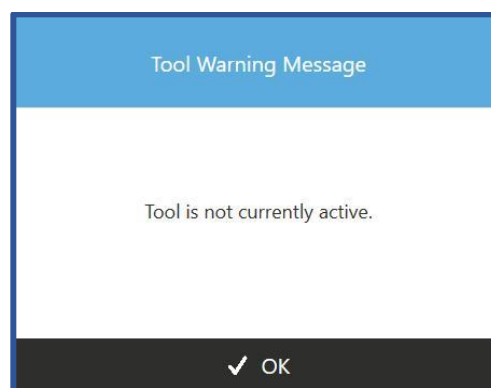 Tool Warning Message
Tool is not currently active.
✓ OK